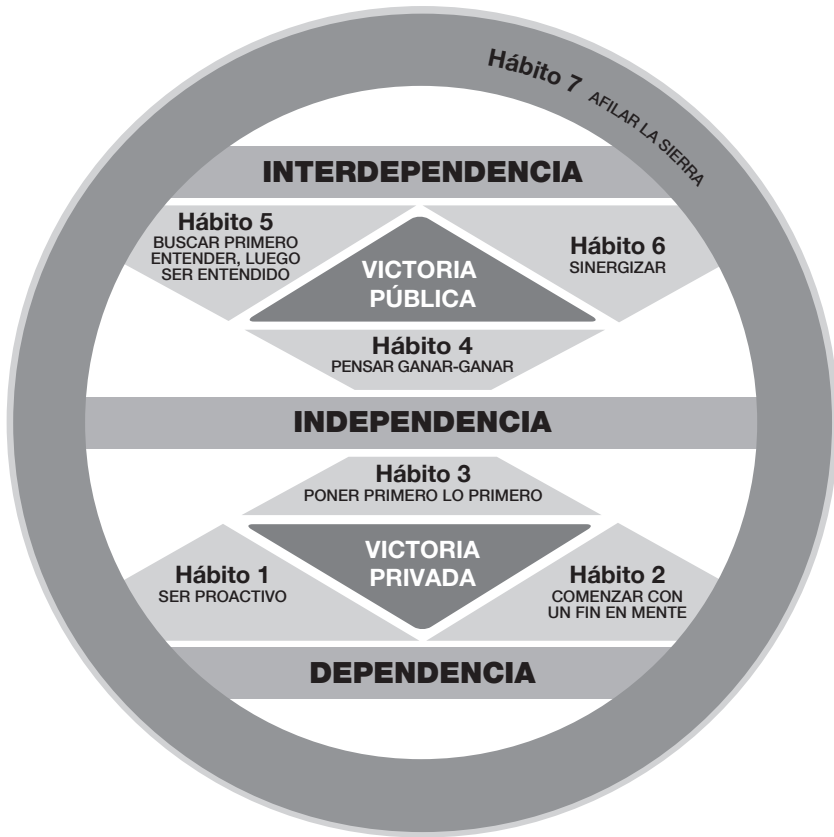 Hábito 7 AFILAR LA SIERRA
INTERDEPENDENCIA
Hábito 5
BUSCAR PRIMERO
ENTENDER, LUEGO
SER ENTENDIDO
VICTORIA
PÚBLICA
Hábito 6
SINERGIZAR
Hábito 4
PENSAR GANAR-GANAR
INDEPENDENCIA
Hábito 3
PONER PRIMERO LO PRIMERO
Hábito 1
SER PROACTIVO
VICTORIA
PRIVADA
Hábito 2
COMENZAR CON
UN FIN EN MENTE
DEPENDENCIA